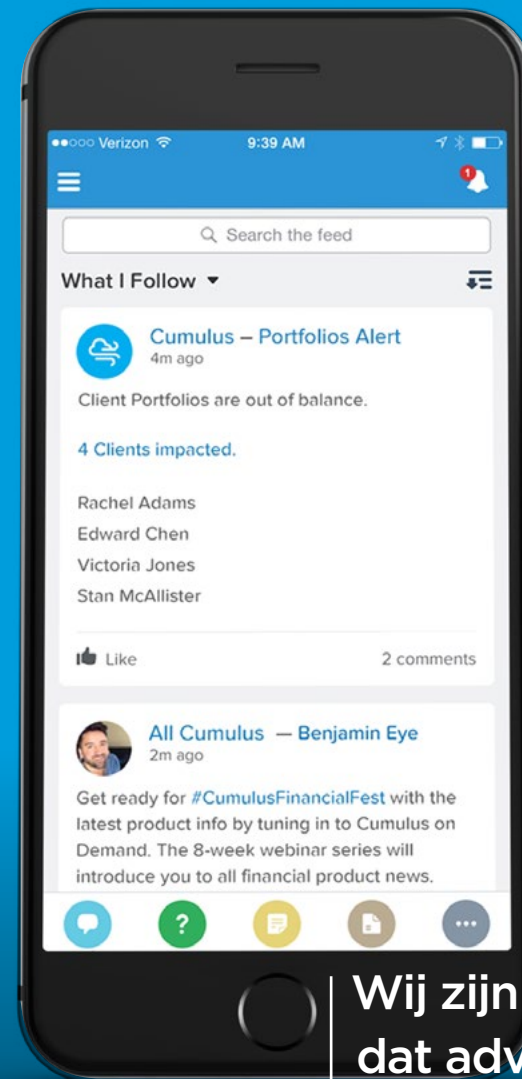 Verizon 9:39 AM
1
Search the feed
What I Follow
Cumulus – Portfolios Alert
4m ago
Client Portfolios are out of balance.
4 Clients impacted.
Rachel Adams
Edward Chen
Victoria Jones
Stan McAllister
Like 2 comments
All Cumulus — Benjamin Eye
2m ago
Get ready for #CumulusFinancialFest with the
latest product info by tuning in to Cumulus on
Demand. The 8-week webinar series will
introduce you to all financial product news.
?
Wij zijn
dat adv